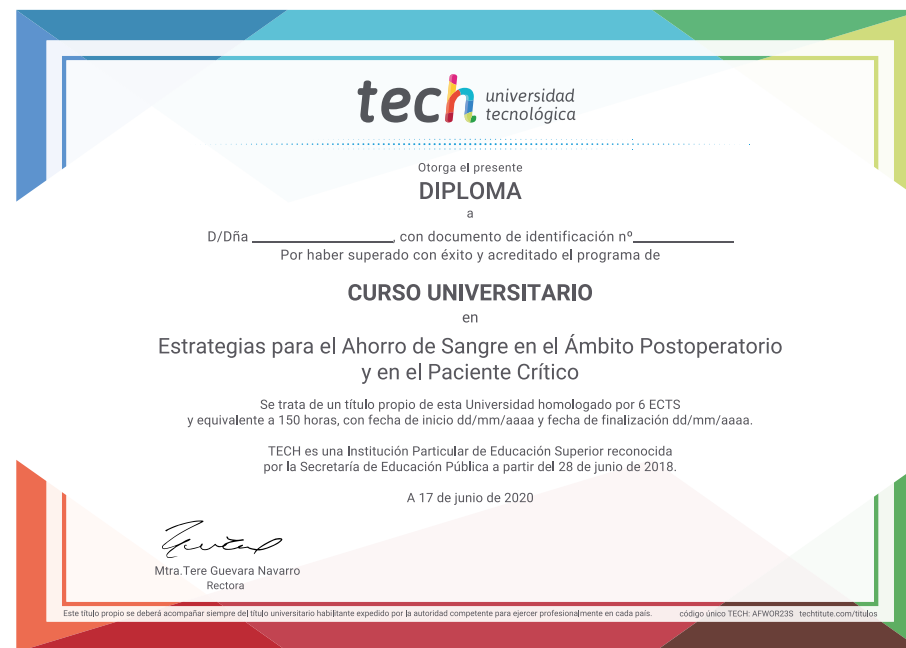 tech universidad
tecnológica
Otorga el presente
DIPLOMA
a
D/Dña ____________________, con documento de identificación nº______________
Por haber superado con éxito y acreditado el programa de
CURSO UNIVERSITARIO
en
Estrategias para el Ahorro de Sangre en el Ámbito Postoperatorio
y en el Paciente Crítico
Se trata de un título propio de esta Universidad homologado por 6 ECTS
y equivalente a 150 horas, con fecha de inicio dd/mm/aaaa y fecha de finalización dd/mm/aaaa.
TECH es una Institución Particular de Educación Superior reconocida
por la Secretaría de Educación Pública a partir del 28 de junio de 2018.
A 17 de junio de 2020
Mtra.Tere Guevara Navarro
Rectora
Este título propio se deberá acompañar siempre del título universitario habilitante expedido por la autoridad competente para ejercer profesionalmente en cada país. código único TECH: AFWOR23S techtitute.com/titulos